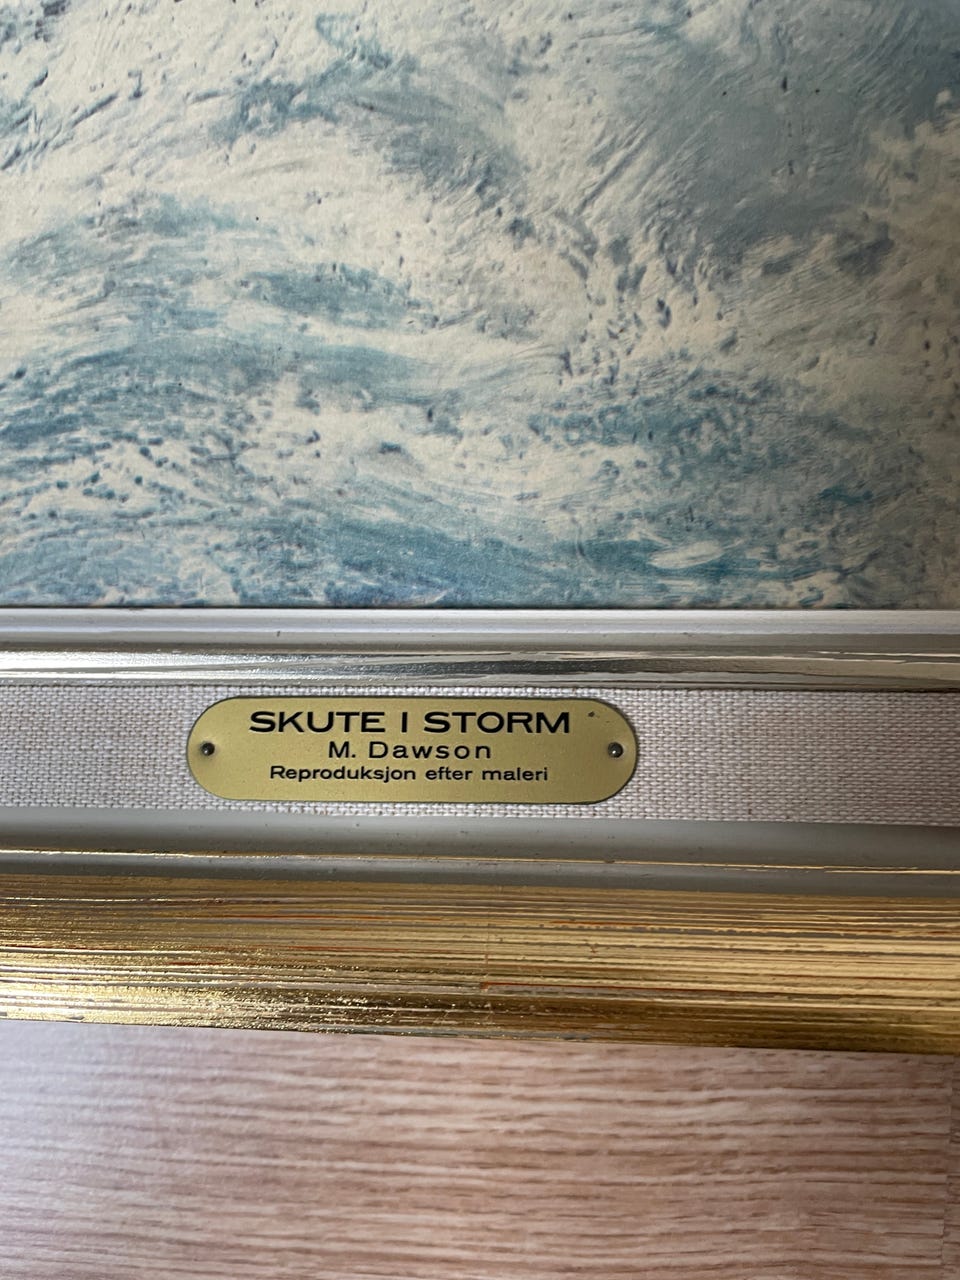 SKUTE I STORM
M. Dawson
Reproduksjon efter maleri